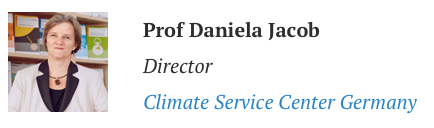 Prof Daniela Jacob
Director
Climate Service Center Germany